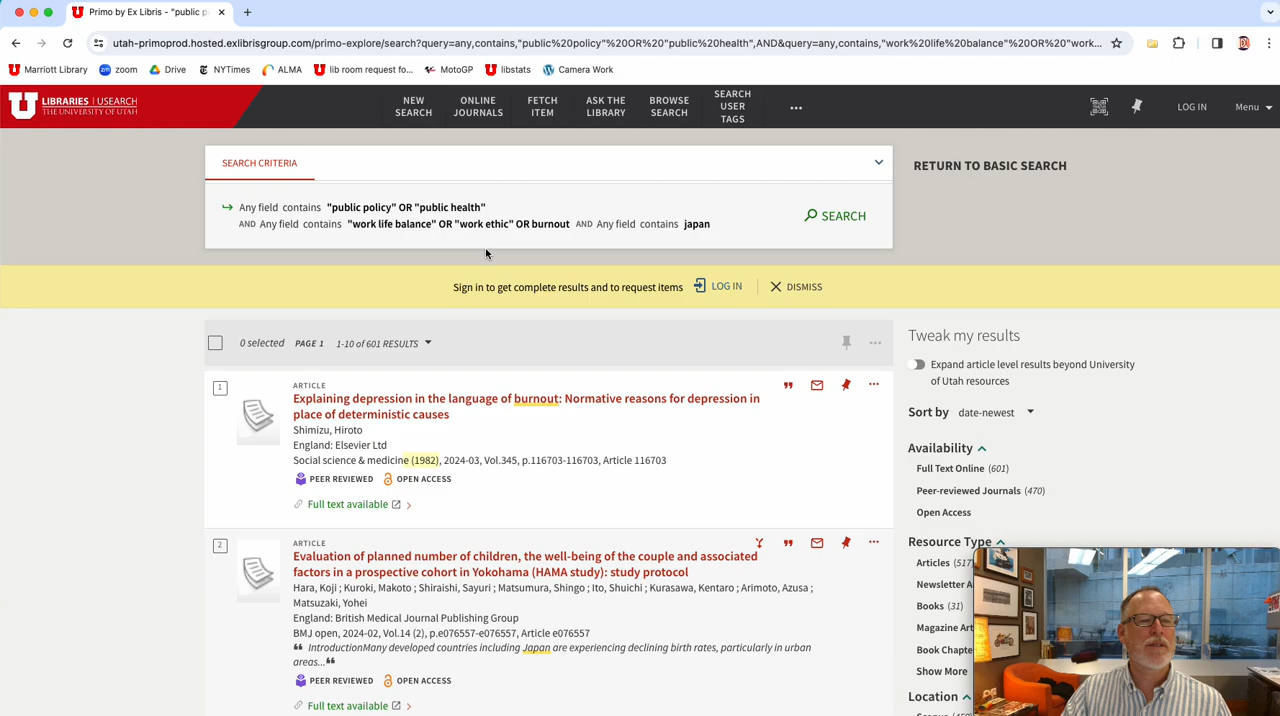 Primo by Ex Libris - "public p
utah-primoprod.hosted.exlibrisgroup.com/primo-explore/search?query=any,contains,"public%20policy"%20OR%20"public%20health",AND&query=any,contains,"work%20life%20balance"%20OR%20"work...
Marriott Library
zoom
Drive
NYTimes
ALMA
lib room request fo...
MotoGP
libstats
Camera Work
LIBRARIES | USEARCH
THE UNIVERSITY OF UTAH
NEW SEARCH
ONLINE JOURNALS
FETCH ITEM
ASK THE LIBRARY
BROWSE SEARCH
SEARCH USER TAGS
LOG IN
Menu
SEARCH CRITERIA
RETURN TO BASIC SEARCH
Any field contains "public policy" OR "public health"
AND Any field contains "work life balance" OR "work ethic" OR burnout AND Any field contains japan
SEARCH
Sign in to get complete results and to request items LOG IN DISMISS
0 selected PAGE 1 1-10 of 601 RESULTS
ARTICLE
1
Explaining depression in the language of burnout: Normative reasons for depression in
place of deterministic causes
Shimizu, Hiroto
England: Elsevier Ltd
Social science & medicine (1982), 2024-03, Vol.345, p.116703-116703, Article 116703
PEER REVIEWED OPEN ACCESS
Full text available
ARTICLE
2
Evaluation of planned number of children, the well-being of the couple and associated
factors in a prospective cohort in Yokohama (HAMA study): study protocol
Hara, Koji ; Kuroki, Makoto ; Shiraishi, Sayuri ; Matsumura, Shingo ; Ito, Shuichi ; Kurasawa, Kentaro ; Arimoto, Azusa ;
Matsuzaki, Yohei
England: British Medical Journal Publishing Group
BMJ open, 2024-02, Vol.14 (2), p.e076557-e076557, Article e076557
IntroductionMany developed countries including Japan are experiencing declining birth rates, particularly in urban
areas...
PEER REVIEWED OPEN ACCESS
Full text available
Tweak my results
Expand article level results beyond University
of Utah resources
Sort by date-newest
Availability
Full Text Online (601)
Peer-reviewed Journals (470)
Open Access
Resource Type
Articles (517
Newsletter A
Books (31)
Magazine Art
Book Chapte
Show More
Location